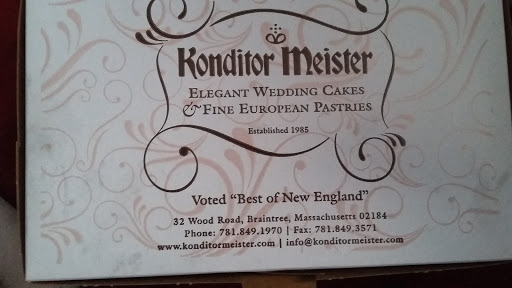 Konditor Meister
Elegant Wedding Cakes
& Fine European Pastries
Established 1985
Voted "Best of New England"
32 Wood Road, Braintree, Massachusetts 02184
Phone: 781.849.1970 | Fax: 781.849.3571
www.konditormeister.com | info@konditormeister.com